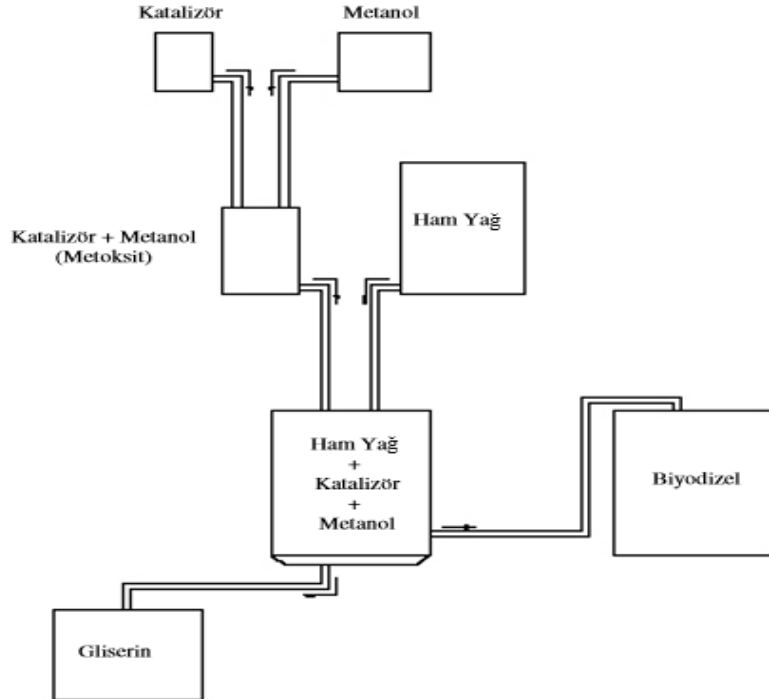 Katalizör
Metanol
Katalizör + Metanol
(Metoksit)
Ham Yağ
Ham Yağ
+
Katalizör
+
Metanol
Biyodizel
Gliserin